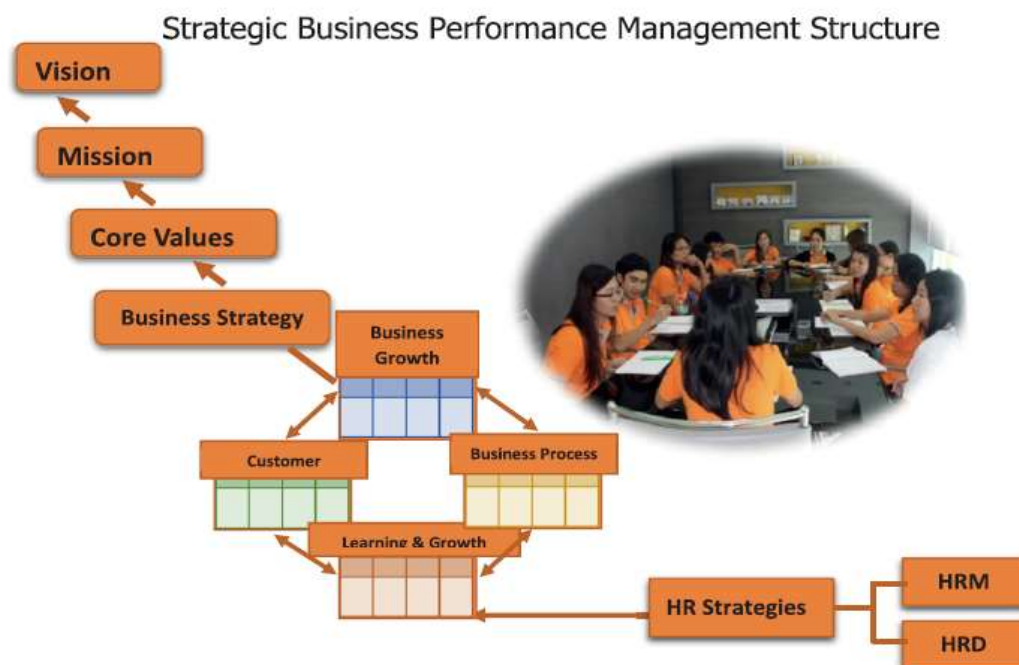 Strategic Business Performance Management Structure
Vision
Mission
Core Values
Business Strategy
Business
Growth
Customer
Business Process
Learning & Growth
HR Strategies
HRM
HRD